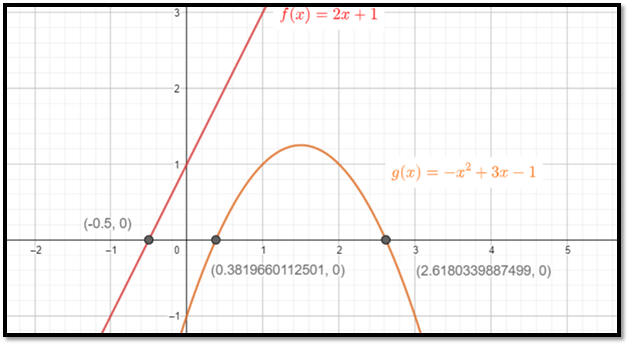 3
f(x) = 2x + 1
2
1
g(x) = −x² + 3x − 1
(-0.5, 0)
−2 −1 0 1 2 3 4 5
(0.3819660112501, 0) (2.6180339887499, 0)
−1